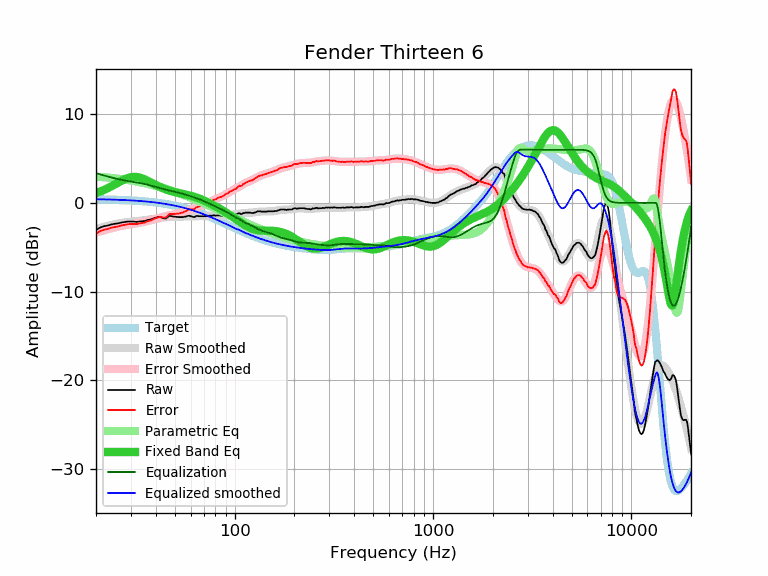 Fender Thirteen 6
Amplitude (dBr)
10
0
−10
−20
−30
Target
Raw Smoothed
Error Smoothed
Raw
Error
Parametric Eq
Fixed Band Eq
Equalization
Equalized smoothed
100
1000
10000
Frequency (Hz)